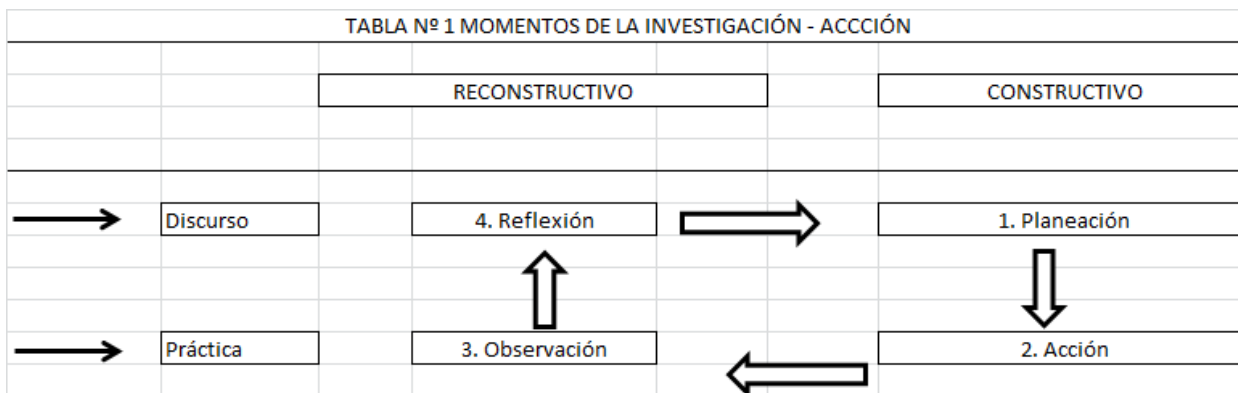 TABLA Nº 1 MOMENTOS DE LA INVESTIGACIÓN - ACCCIÓN
RECONSTRUCTIVO CONSTRUCTIVO
Discurso 4. Reflexión 1. Planeación
Práctica 3. Observación 2. Acción